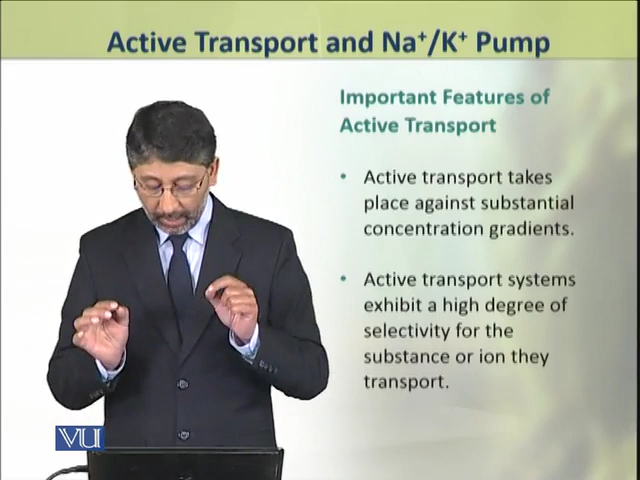 Active Transport and Na⁺/K⁺ Pump
Important Features of
Active Transport
• Active transport takes
place against substantial
concentration gradients.
• Active transport systems
exhibit a high degree of
selectivity for the
substance or ion they
transport.
VU